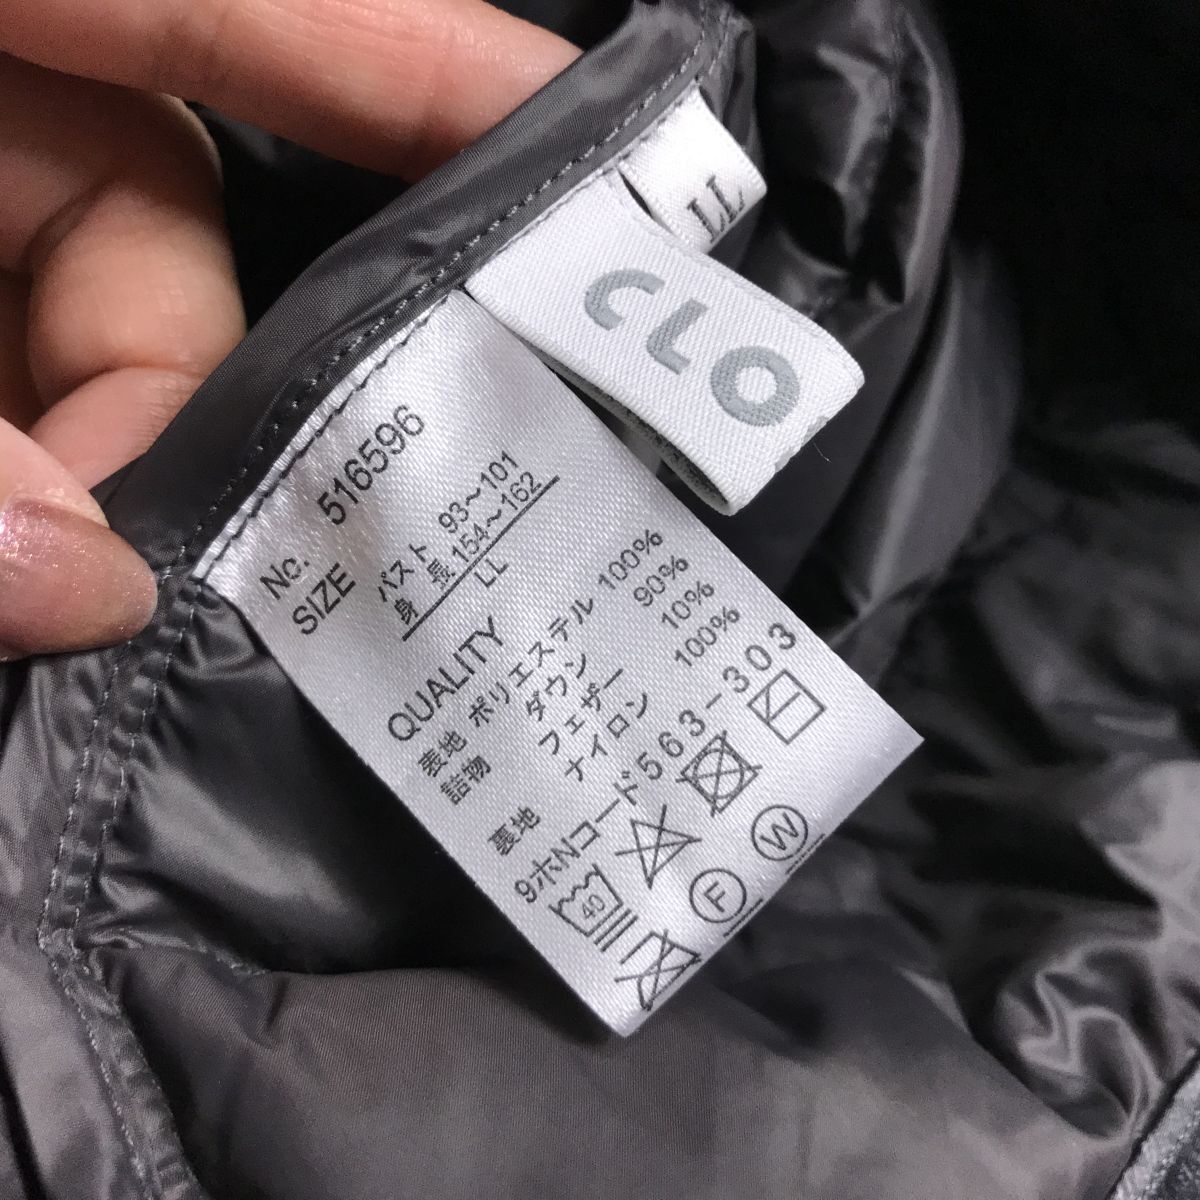 LL
CLO
No. 516596
SIZE
バスト 93～101
身 長 154～162
LL
QUALITY
表地 ポリエステル 100%
詰物 ダウン 90%
フェザー 10%
裏地 ナイロン 100%
9ホNコード563-303
40
F
W